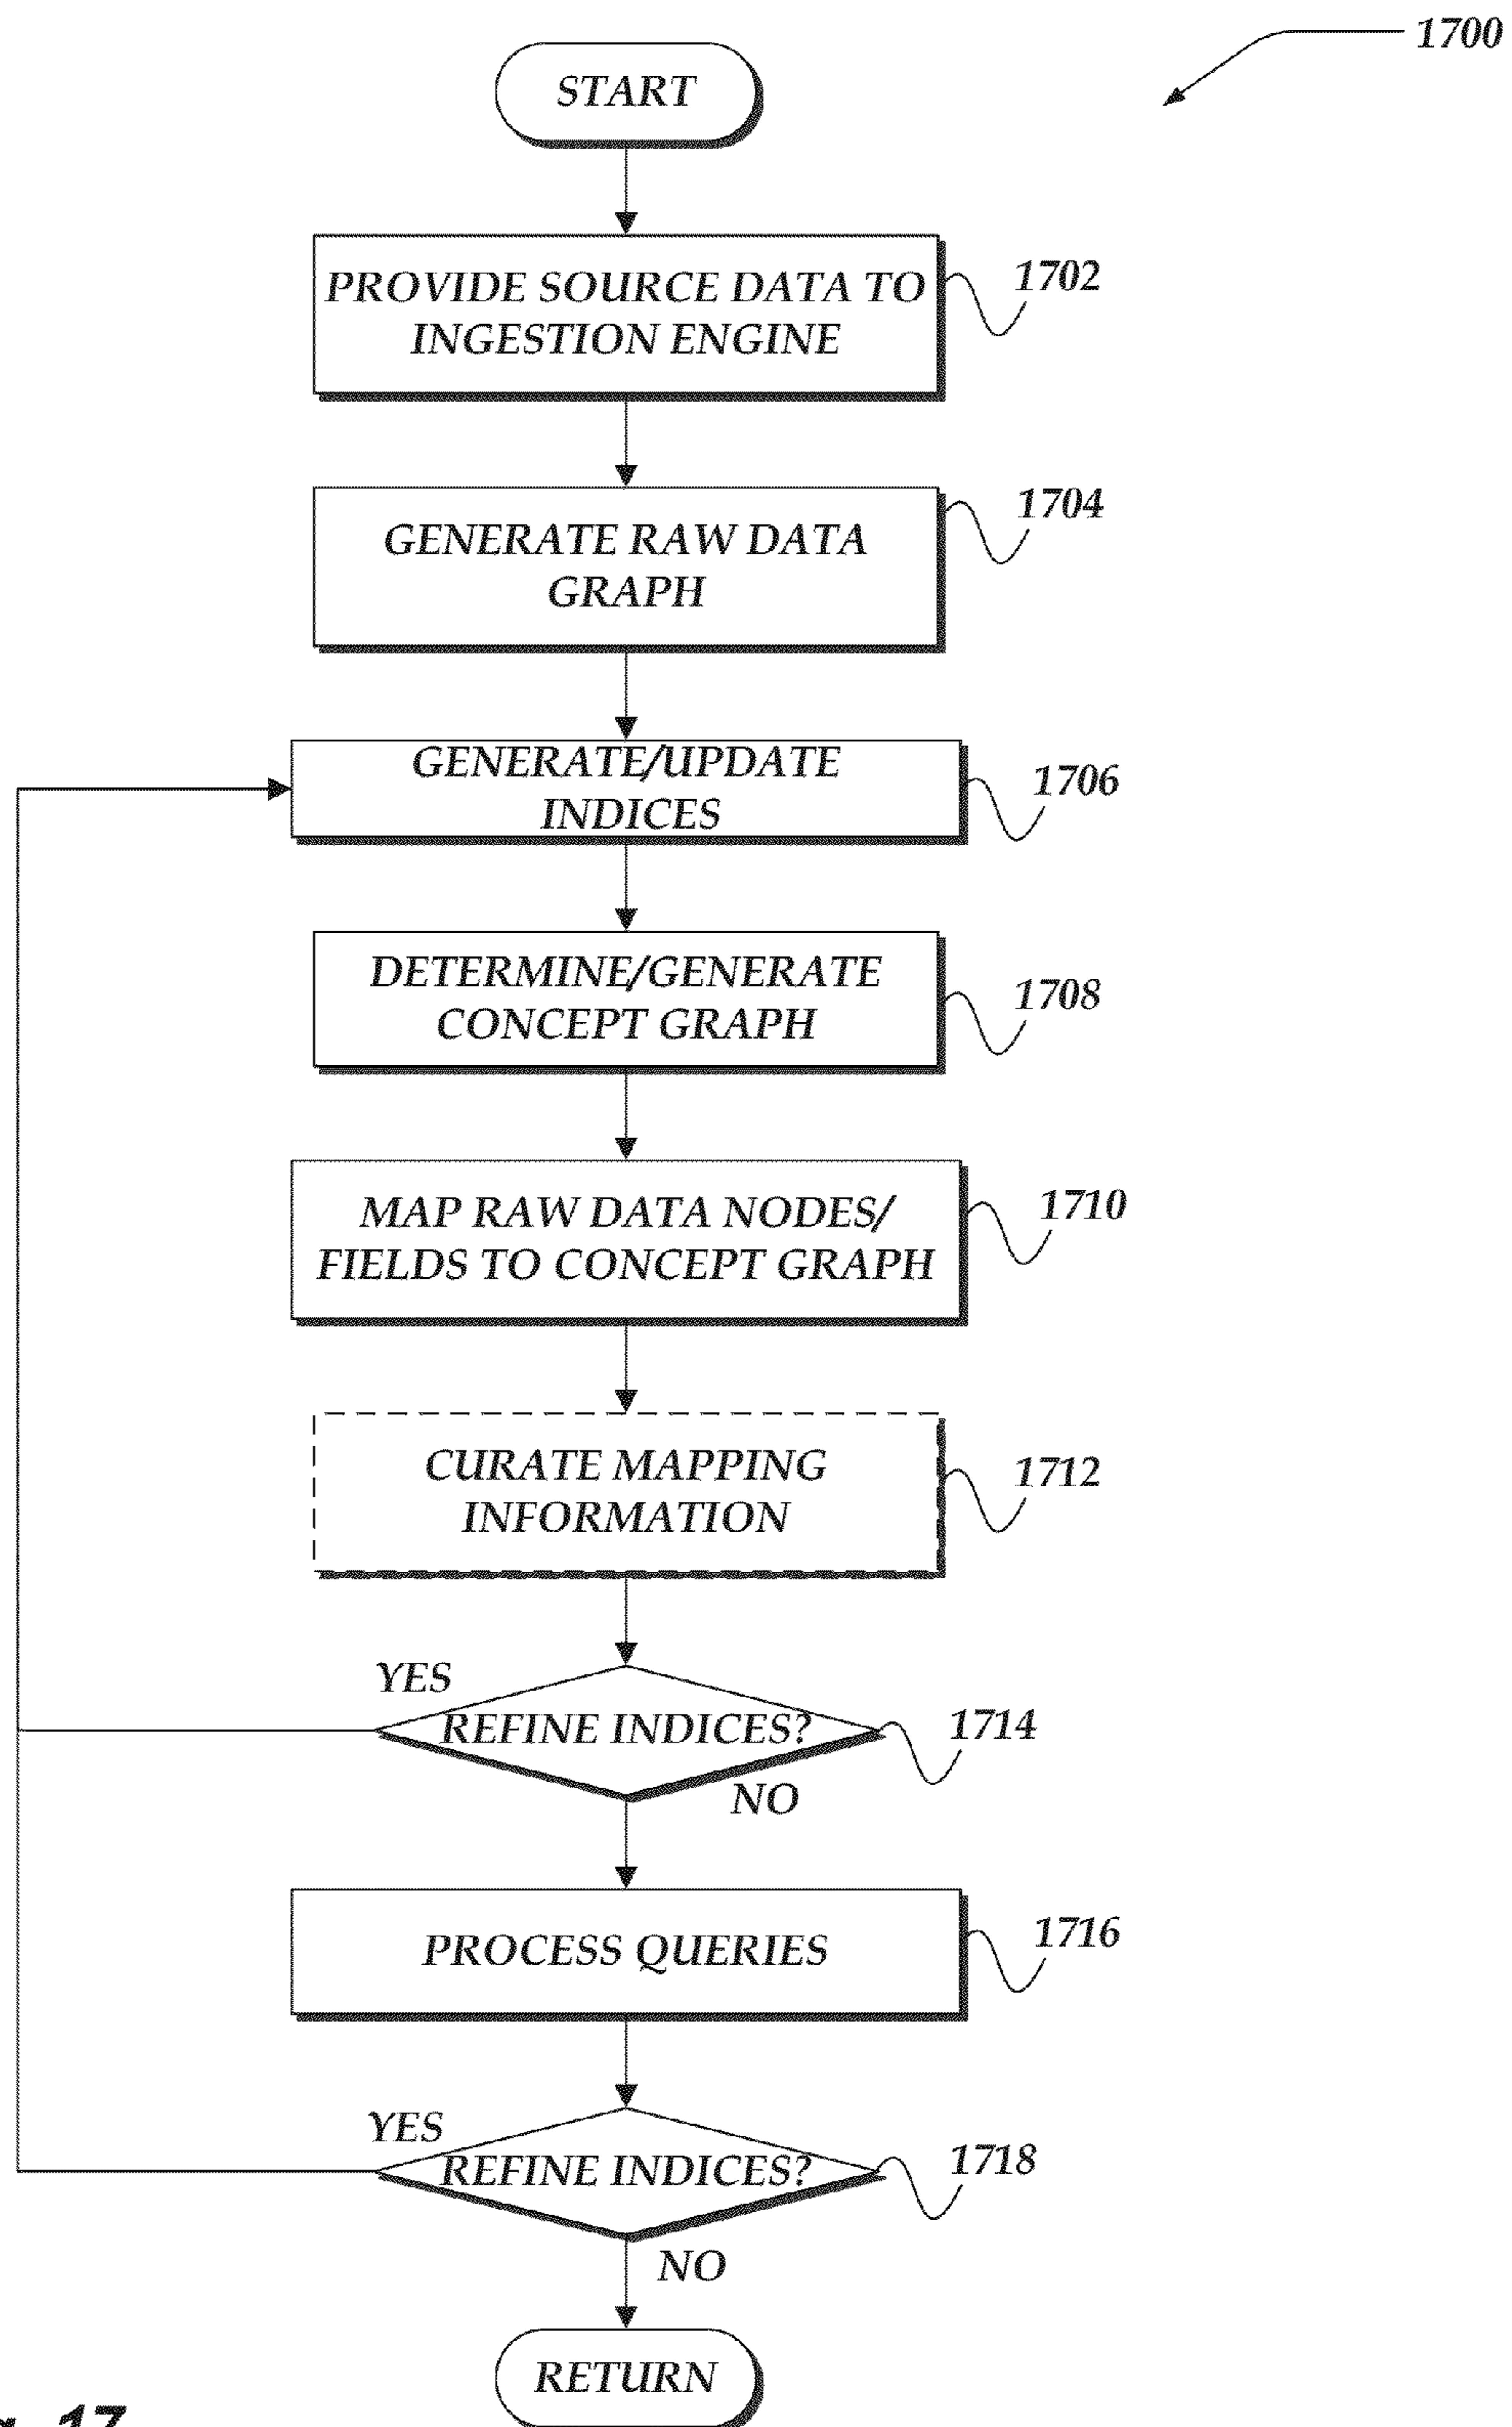 1700
START
PROVIDE SOURCE DATA TO
INGESTION ENGINE
1702
GENERATE RAW DATA
GRAPH
1704
GENERATE/UPDATE
INDICES
1706
DETERMINE/GENERATE
CONCEPT GRAPH
1708
MAP RAW DATA NODES/
FIELDS TO CONCEPT GRAPH
1710
CURATE MAPPING
INFORMATION
1712
YES
REFINE INDICES?
1714
NO
PROCESS QUERIES
1716
YES
REFINE INDICES?
1718
NO
RETURN
17